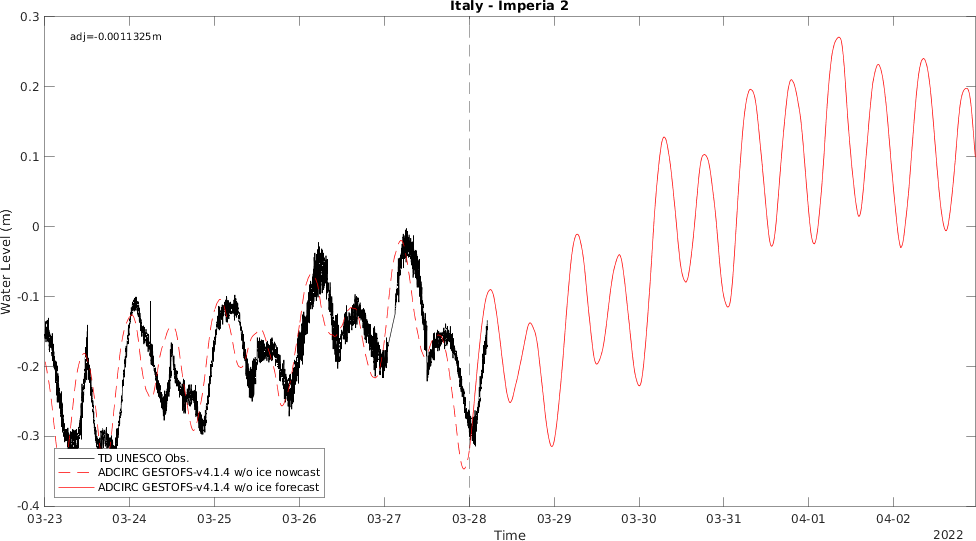 Italy - Imperia 2
adj=-0.0011325m
0.3
0.2
0.1
0
-0.1
-0.2
-0.3
-0.4
Water Level (m)
TD UNESCO Obs.
ADCIRC GESTOFS-v4.1.4 w/o ice nowcast
ADCIRC GESTOFS-v4.1.4 w/o ice forecast
03-23 03-24 03-25 03-26 03-27 03-28 03-29 03-30 03-31 04-01 04-02
Time
2022